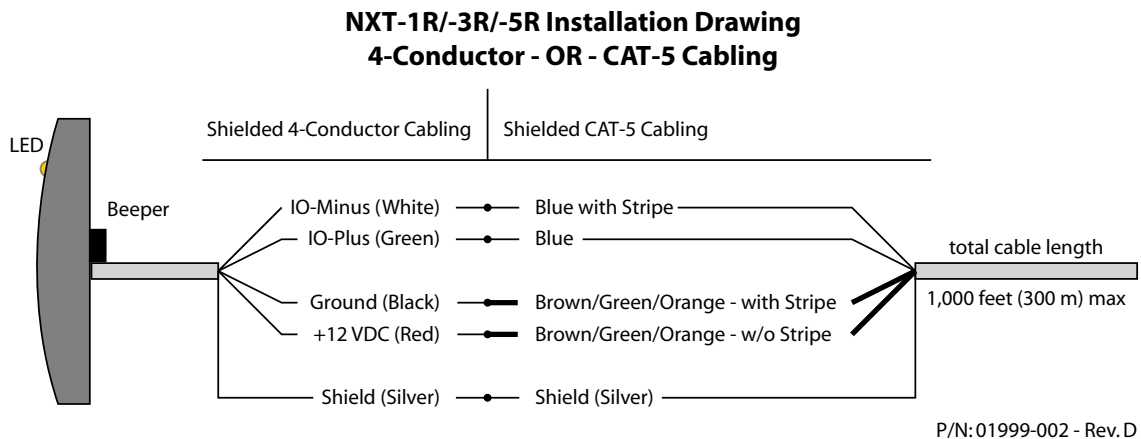 NXT-1R/-3R/-5R Installation Drawing
4-Conductor - OR - CAT-5 Cabling
Shielded 4-Conductor Cabling
Shielded CAT-5 Cabling
LED
Beeper
IO-Minus (White)
Blue with Stripe
IO-Plus (Green)
Blue
total cable length
Ground (Black)
Brown/Green/Orange - with Stripe
1,000 feet (300 m) max
+12 VDC (Red)
Brown/Green/Orange - w/o Stripe
Shield (Silver)
Shield (Silver)
P/N: 01999-002 - Rev. D